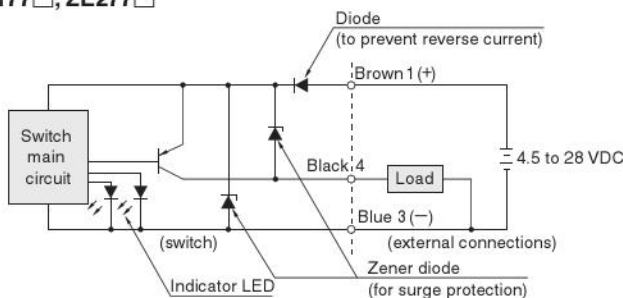 Diode
(to prevent reverse current)
Brown 1 (+)
Switch
main
circuit
4.5 to 28 VDC
Black 4
Load
Blue 3 (−)
(switch)
(external connections)
Indicator LED
Zener diode
(for surge protection)